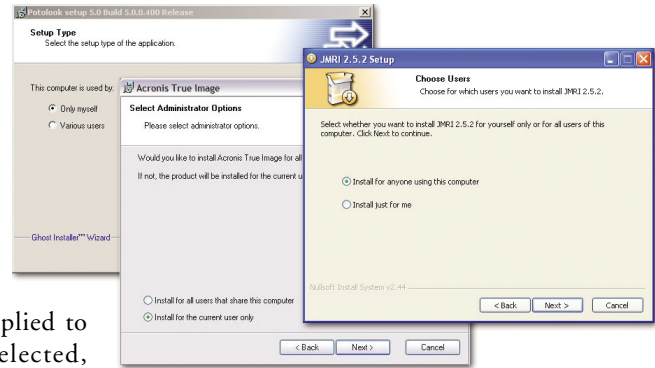 Potolook setup 5.0 Build 5.0.0.400 Release
Setup Type
Select the setup type of the application.
This computer is used by:
Only myself
Various users
Ghost Installer™ Wizard
Acronis True Image
Select Administrator Options
Please select administrator options.
Would you like to install Acronis True Image for all
If not, the product will be installed for the current u
Install for all users that share this computer
Install for the current user only
< Back Next > Cancel
JMRI 2.5.2 Setup
Choose Users
Choose for which users you want to install JMRI 2.5.2.
Select whether you want to install JMRI 2.5.2 for yourself only or for all users of this
computer. Click Next to continue.
Install for anyone using this computer
Install just for me
Nullsoft Install System v2.44
< Back Next > Cancel
plied to
elected,